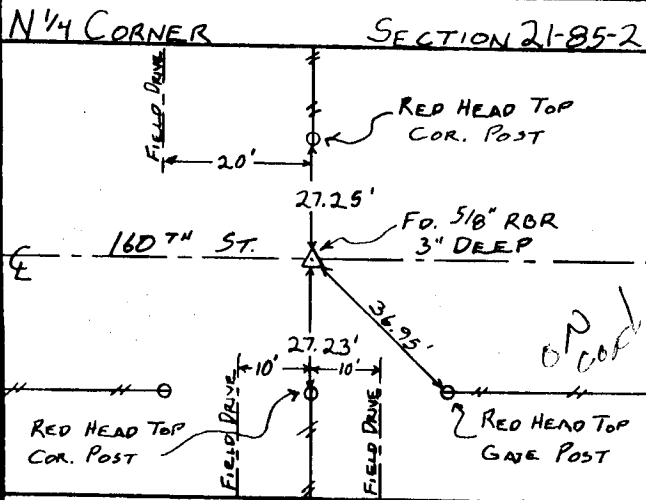 N 1/4 CORNER
SECTION 21-85-2
FIELD DRIVE
RED HEAD TOP
COR. POST
20'
27.25'
FD. 5/8" RBR
3" DEEP
160TH ST.
℄
36.95'
27.23'
10'
10'
on card
RED HEAD TOP
COR. POST
FIELD DRIVE
FIELD DRIVE
RED HEAD TOP
GATE POST